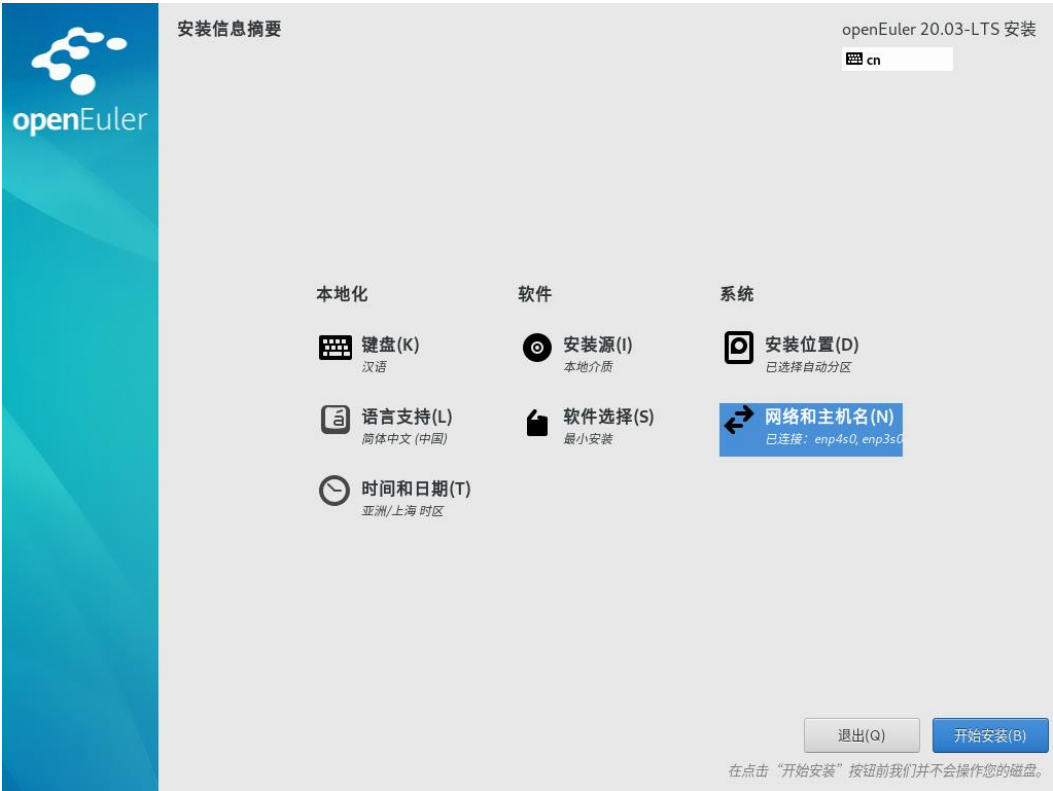 openEuler
安装信息摘要
openEuler 20.03-LTS 安装
cn
本地化
软件
系统
键盘(K)
汉语
安装源(I)
本地介质
安装位置(D)
已选择自动分区
语言支持(L)
简体中文 (中国)
软件选择(S)
最小安装
网络和主机名(N)
已连接：enp4s0, enp3s0
时间和日期(T)
亚洲/上海 时区
退出(Q)
开始安装(B)
在点击“开始安装”按钮前我们并不会操作您的磁盘。